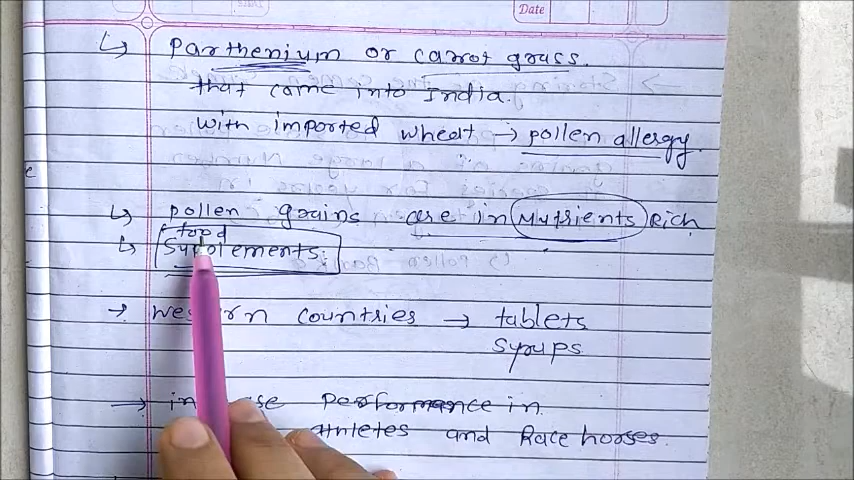 Date
↳ Parthenium or carrot grass.
that came into India.
with imported wheat → pollen allergy.
↳ pollen grains are in Nutrients Rich
food
↳ Supplements.
→ Western countries → tablets
syrups
→ increase performance in
athletes and Race horses.